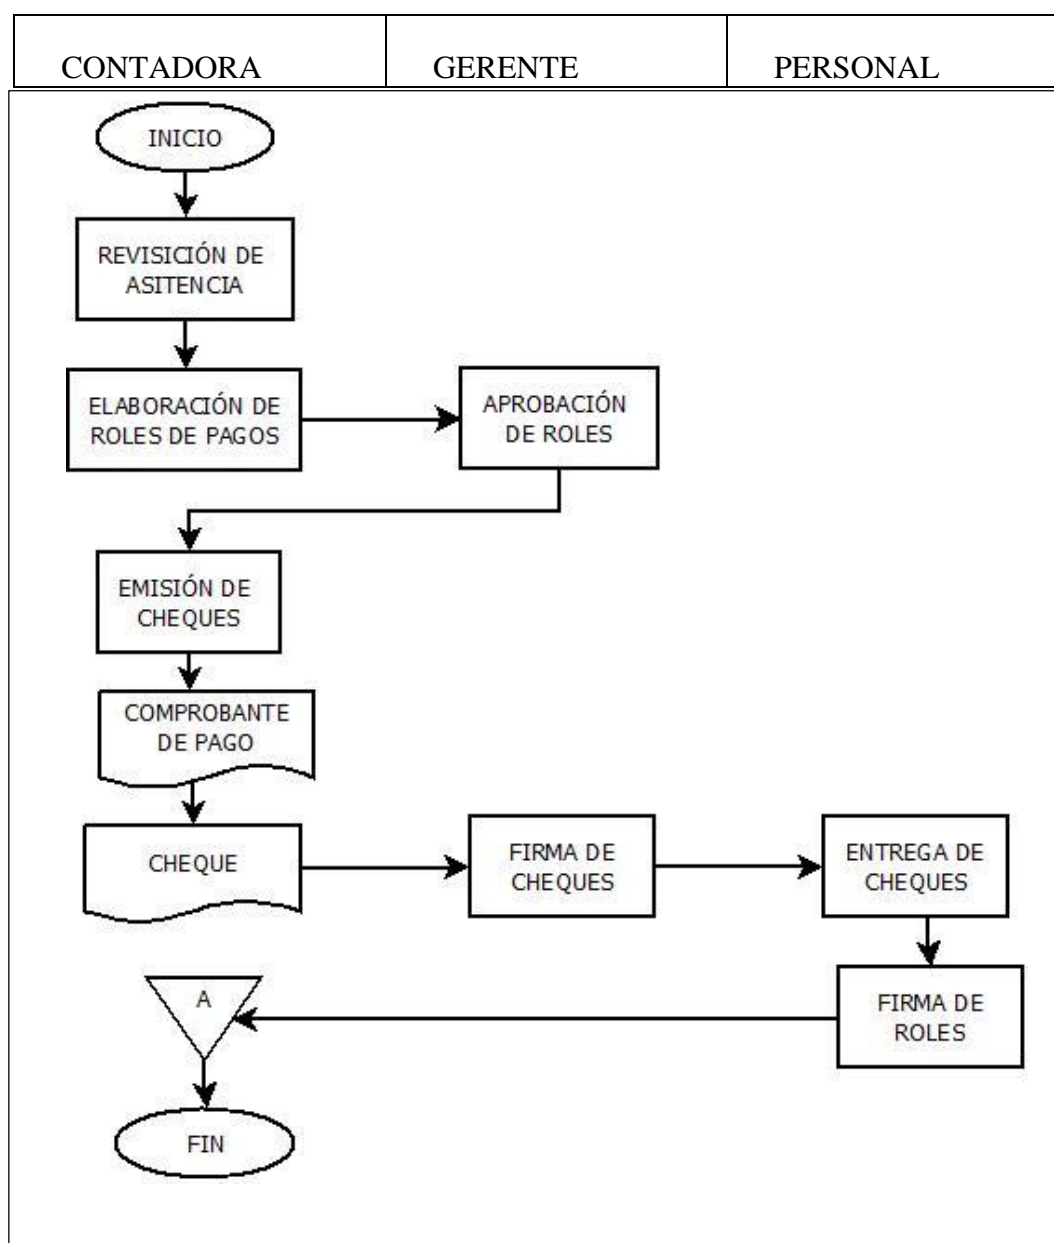 CONTADORA
GERENTE
PERSONAL
INICIO
REVISICIÓN DE
ASITENCIA
ELABORACIÓN DE
ROLES DE PAGOS
APROBACIÓN
DE ROLES
EMISIÓN DE
CHEQUES
COMPROBANTE
DE PAGO
CHEQUE
FIRMA DE
CHEQUES
ENTREGA DE
CHEQUES
FIRMA DE
ROLES
A
FIN